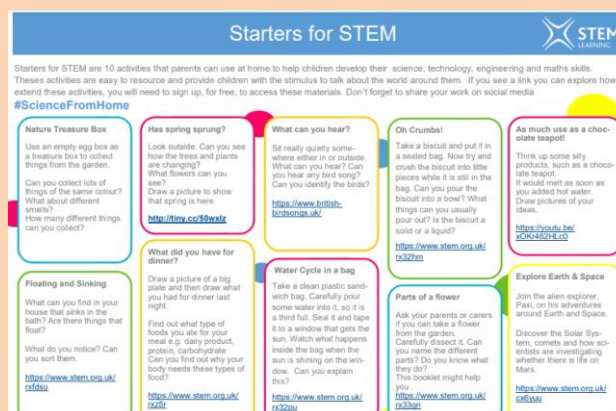 Starters for STEM
STEM
LEARNING
Starters for STEM are 10 activities that parents can use at home to help children develop their science, technology, engineering and maths skills.
Theses activities are easy to resource and provide children with the stimulus to talk about the world around them. If you see a link you can explore how
extend these activities, you will need to sign up, for free, to access these materials. Don't forget to share your work on social media
#ScienceFromHome
Nature Treasure Box
Use an empty egg box as
a treasure box to collect
things from the garden.
Can you collect lots of
things of the same colour?
What about different
smells?
How many different things
can you collect?
Has spring sprung?
Look outside. Can you see
how the trees and plants
are changing?
What flowers can you
see?
Draw a picture to show
that spring is here.
http://tiny.cc/50wxlz
What can you hear?
Sit really quietly some-
where either in or outside.
What can you hear? Can
you hear any bird song?
Can you identify the birds?
https://www.british-
birdsongs.uk/
Oh Crumbs!
Take a biscuit and put it in
a sealed bag. Now try and
crush the biscuit into little
pieces while it is still in the
bag. Can you pour the
biscuit into a bowl? What
things can you usually
pour out? Is the biscuit a
solid or a liquid?
https://www.stem.org.uk/
rx32hm
As much use as a choc-
olate teapot!
Think up some silly
products, such as a choco-
late teapot.
It would melt as soon as
you added hot water.
Draw pictures of your
ideas.
https://youtu.be/
xOKr462HLc0
Floating and Sinking
What can you find in your
house that sinks in the
bath? Are there things that
float?
What do you notice? Can
you sort them.
https://www.stem.org.uk/
rxfdsu
What did you have for
dinner?
Draw a picture of a big
plate and then draw what
you had for dinner last
night.
Find out what type of
foods you ate for your
meal e.g. dairy product,
protein, carbohydrate
Can you find out why your
body needs these types of
food?
https://www.stem.org.uk/
rxz5r
Water Cycle in a bag
Take a clean plastic sand-
wich bag. Carefully pour
some water into it, so it is
a third full. Seal it and tape
it to a window that gets the
sun. Watch what happens
inside the bag when the
sun is shining on the win-
dow. Can you explain
this?
https://www.stem.org.uk/
rx32pu
Parts of a flower
Ask your parents or carers
if you can take a flower
from the garden.
Carefully dissect it. Can
you name the different
parts? Do you know what
they do?
This booklet might help
you .
https://www.stem.org.uk/
rx33gn
Explore Earth & Space
Join the alien explorer,
Paxi, on his adventures
around Earth and Space.
Discover the Solar Sys-
tem, comets and how sci-
entists are investigating
whether there is life on
Mars.
https://www.stem.org.uk/
cx6yuu